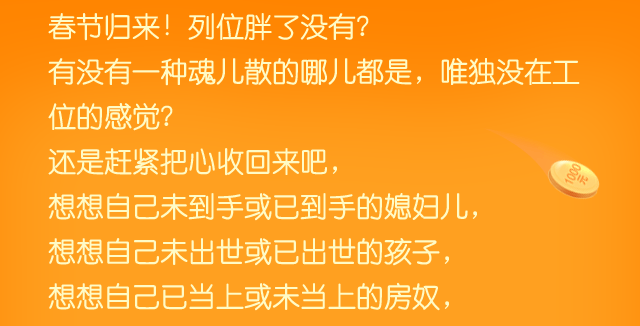 春节归来！列位胖了没有？
有没有一种魂儿散的哪儿都是，唯独没在工
位的感觉？
还是赶紧把心收回来吧，
想想自己未到手或已到手的媳妇儿，
想想自己未出世或已出世的孩子，
想想自己已当上或未当上的房奴，
1000
元